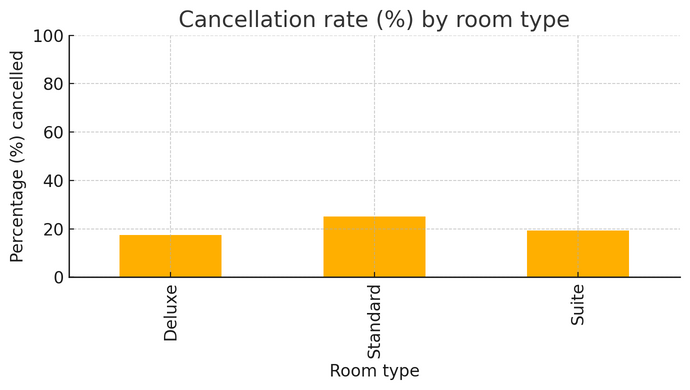 Cancellation rate (%) by room type
Percentage (%) cancelled
100
80
60
40
20
0
Deluxe
Standard
Suite
Room type